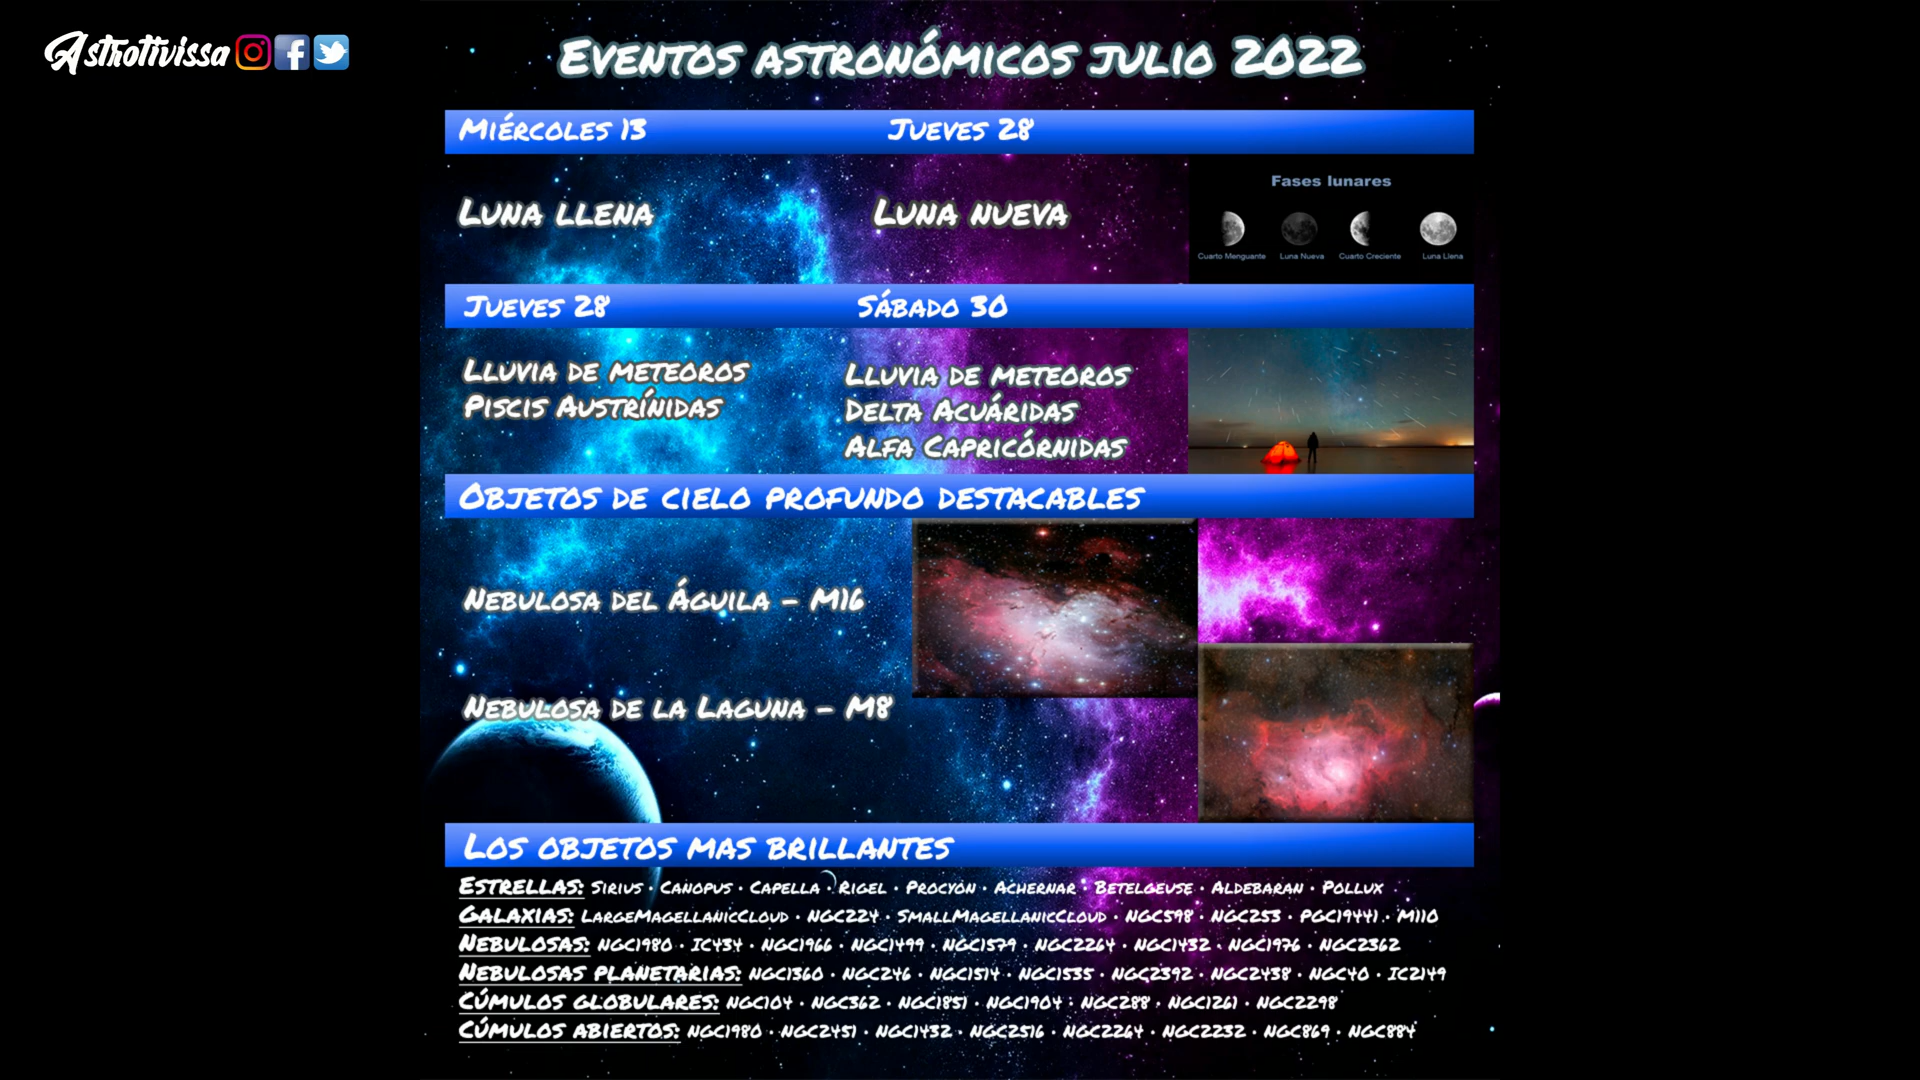 Astrotivissa
Eventos astronómicos julio 2022
Miércoles 13
Jueves 28
Luna llena
Luna nueva
Fases lunares
Cuarto Menguante
Luna Nueva
Cuarto Creciente
Luna Llena
Jueves 28
Sábado 30
Lluvia de meteoros
Piscis Austrínidas
Lluvia de meteoros
Delta Acuáridas
Alfa Capricórnidas
Objetos de cielo profundo destacables
Nebulosa del Águila - M16
Nebulosa de la Laguna - M8
Los objetos mas brillantes
Estrellas: Sirius · Canopus · Capella · Rigel · Procyon · Achernar · Betelgeuse · Aldebaran · Pollux
Galaxias: LargeMagellanicCloud · NGC224 · SmallMagellanicCloud · NGC598 · NGC253 · PGC19441 · M110
Nebulosas: NGC1980 · IC434 · NGC1966 · NGC1499 · NGC1579 · NGC2264 · NGC1432 · NGC1976 · NGC2362
Nebulosas planetarias: NGC1360 · NGC246 · NGC1514 · NGC1535 · NGC2392 · NGC2438 · NGC40 · IC2149
Cúmulos globulares: NGC104 · NGC362 · NGC1851 · NGC1904 · NGC288 · NGC1261 · NGC2298
Cúmulos abiertos: NGC1980 · NGC2451 · NGC1432 · NGC2516 · NGC2264 · NGC2232 · NGC869 · NGC884